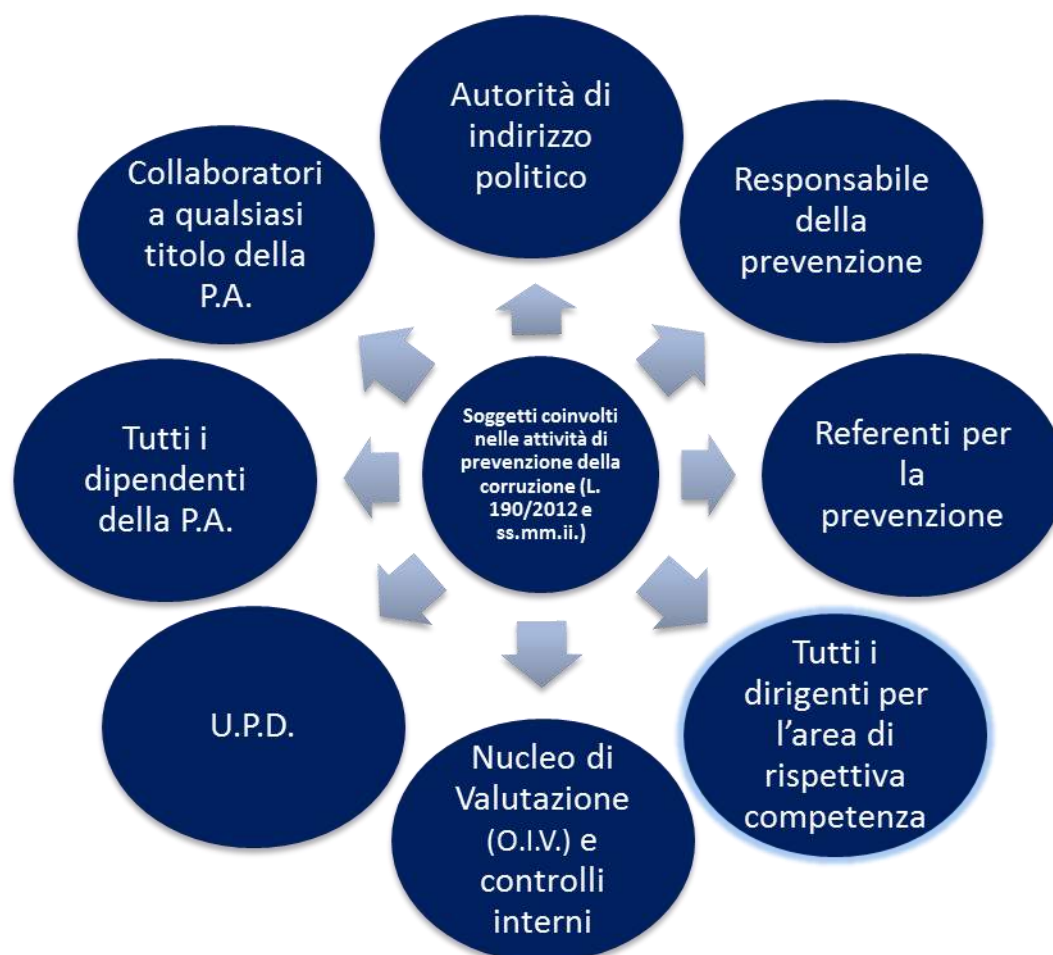 Autorità di
indirizzo
politico
Responsabile
della
prevenzione
Referenti per
la
prevenzione
Tutti i
dirigenti per
l’area di
rispettiva
competenza
Nucleo di
Valutazione
(O.I.V.) e
controlli
interni
U.P.D.
Tutti i
dipendenti
della P.A.
Collaboratori
a qualsiasi
titolo della
P.A.
Soggetti coinvolti
nelle attività di
prevenzione della
corruzione (L.
190/2012 e
ss.mm.ii.)